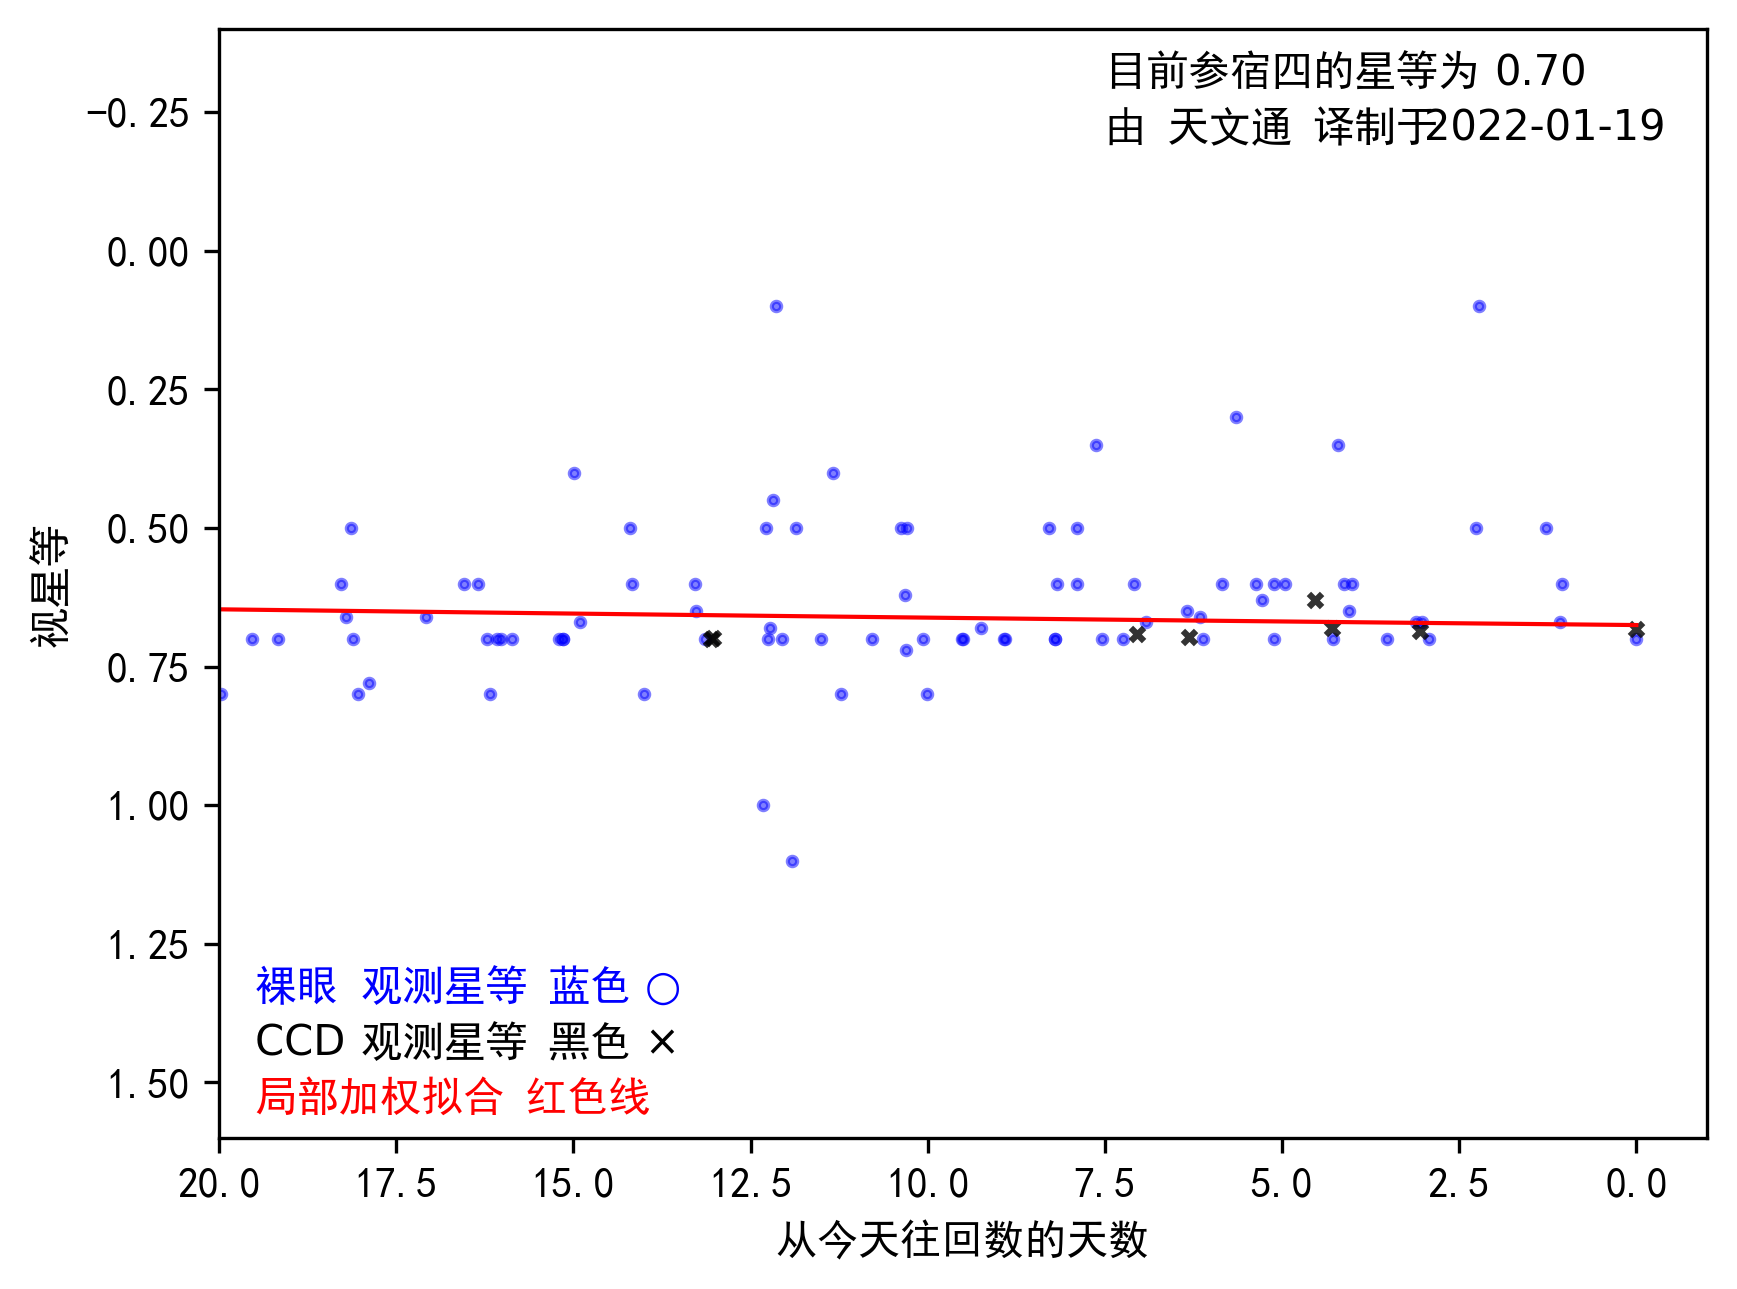 目前参宿四的星等为 0.70
由 天文通 译制于2022-01-19
−0.25
0.00
0.25
0.50
0.75
1.00
1.25
1.50
视星等
裸眼 观测星等 蓝色 ○
CCD 观测星等 黑色 ×
局部加权拟合 红色线
20.0 17.5 15.0 12.5 10.0 7.5 5.0 2.5 0.0
从今天往回数的天数